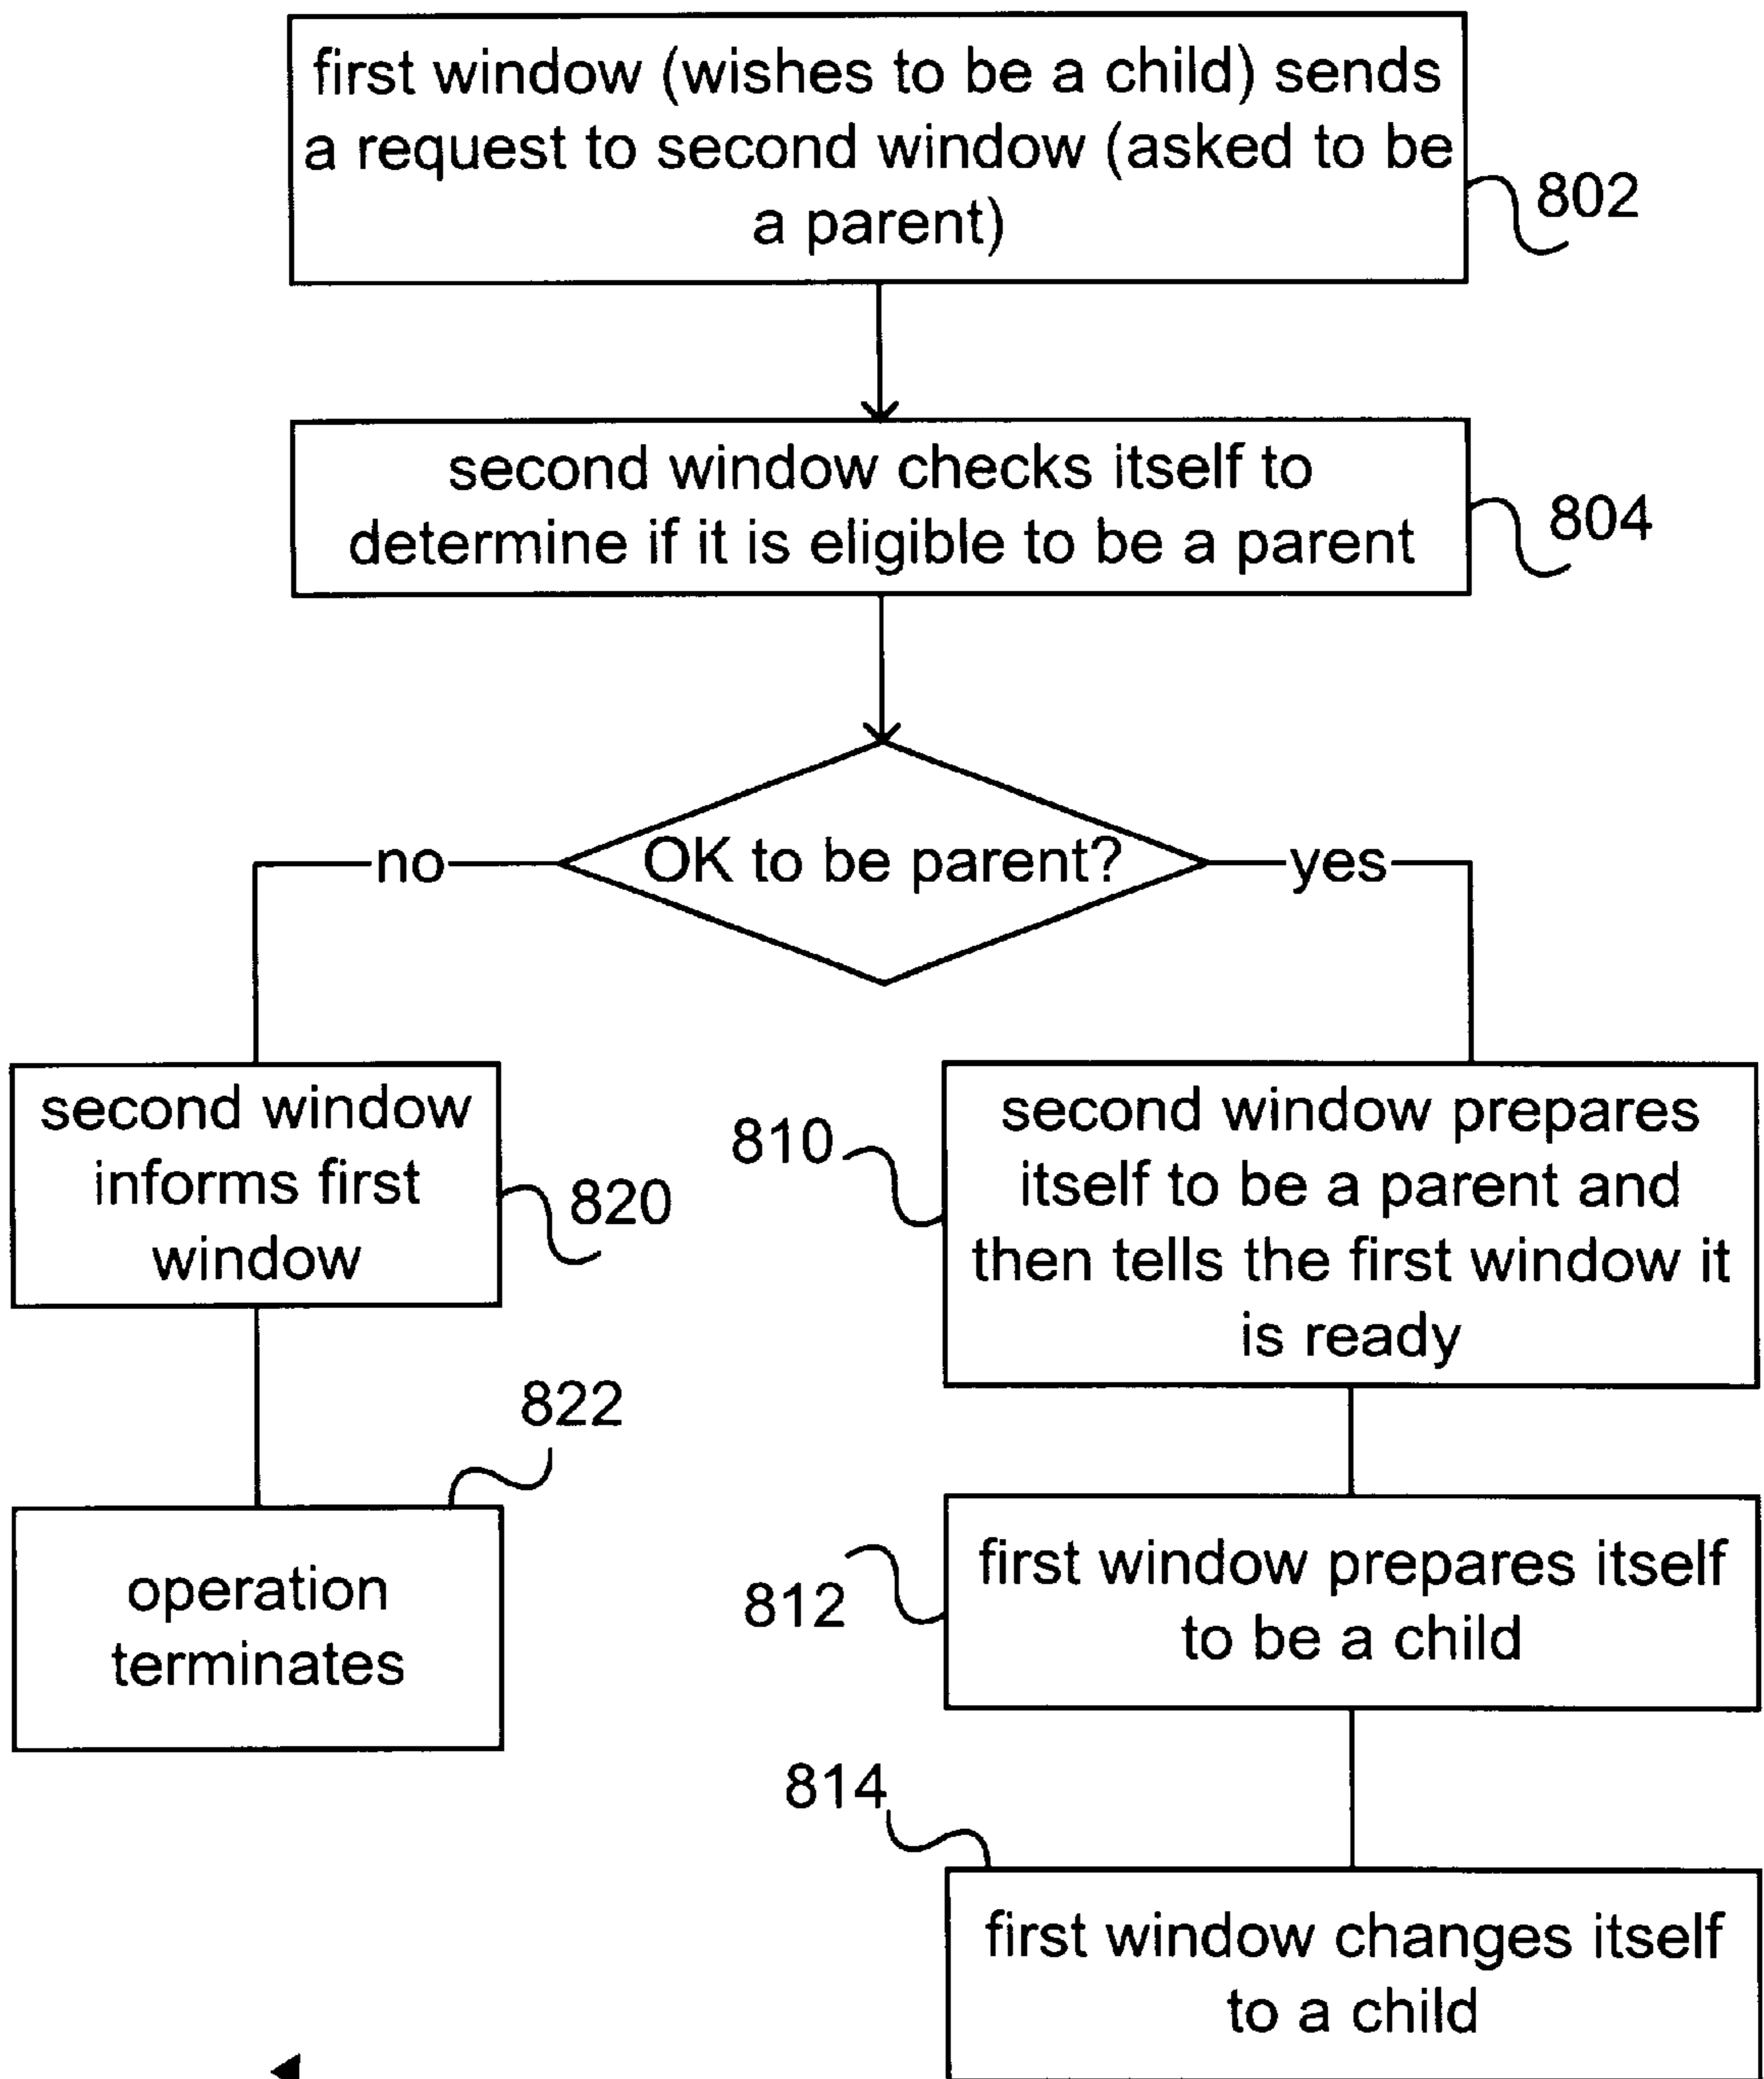 first window (wishes to be a child) sends
a request to second window (asked to be
a parent)
802
second window checks itself to
determine if it is eligible to be a parent
804
OK to be parent?
no
yes
second window
informs first
window
820
810
second window prepares
itself to be a parent and
then tells the first window it
is ready
822
operation
terminates
812
first window prepares itself
to be a child
814
first window changes itself
to a child